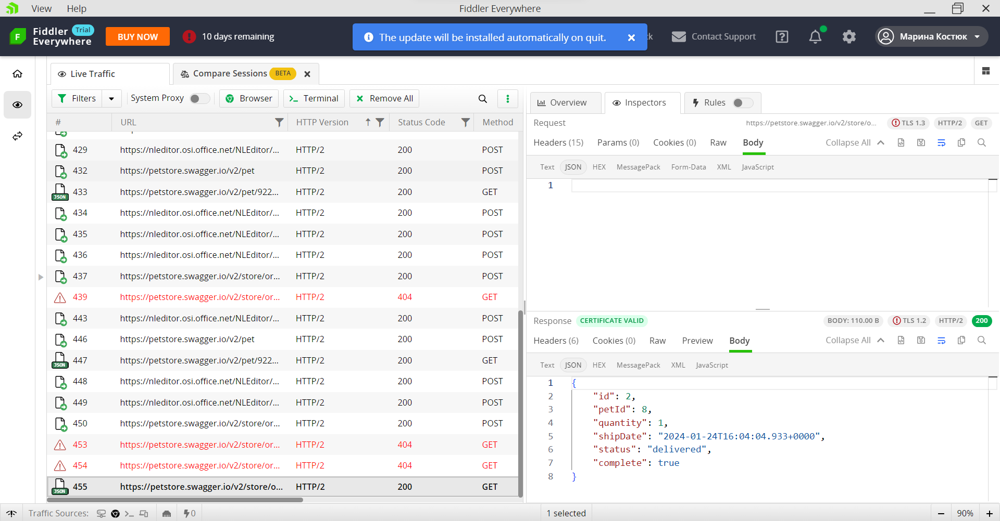 View Help Fiddler Everywhere
Fiddler Trial
Everywhere
BUY NOW
10 days remaining
The update will be installed automatically on quit.
Contact Support
Марина Костюк
Live Traffic
Compare Sessions BETA
Filters
System Proxy
Browser
Terminal
Remove All
# URL HTTP Version Status Code Method
429 https://nleditor.osi.office.net/NLEditor/... HTTP/2 200 POST
432 https://petstore.swagger.io/v2/pet HTTP/2 200 POST
JSON 433 https://petstore.swagger.io/v2/pet/922... HTTP/2 200 GET
434 https://nleditor.osi.office.net/NLEditor/... HTTP/2 200 POST
435 https://nleditor.osi.office.net/NLEditor/... HTTP/2 200 POST
436 https://nleditor.osi.office.net/NLEditor/... HTTP/2 200 POST
437 https://petstore.swagger.io/v2/store/or... HTTP/2 200 POST
439 https://petstore.swagger.io/v2/store/or... HTTP/2 404 GET
443 https://nleditor.osi.office.net/NLEditor/... HTTP/2 200 POST
446 https://petstore.swagger.io/v2/pet HTTP/2 200 POST
JSON 447 https://petstore.swagger.io/v2/pet/922... HTTP/2 200 GET
448 https://nleditor.osi.office.net/NLEditor/... HTTP/2 200 POST
449 https://nleditor.osi.office.net/NLEditor/... HTTP/2 200 POST
450 https://petstore.swagger.io/v2/store/or... HTTP/2 200 POST
453 https://petstore.swagger.io/v2/store/or... HTTP/2 404 GET
454 https://petstore.swagger.io/v2/store/or... HTTP/2 404 GET
JSON 455 https://petstore.swagger.io/v2/store/o... HTTP/2 200 GET
Overview Inspectors Rules
Request https://petstore.swagger.io/v2/store/o... TLS 1.3 HTTP/2 GET
Headers (15) Params (0) Cookies (0) Raw Body Collapse All
Text JSON HEX MessagePack Form-Data XML JavaScript
1
Response CERTIFICATE VALID BODY: 110.00 B TLS 1.2 HTTP/2 200
Headers (6) Cookies (0) Raw Preview Body Collapse All
Text JSON HEX MessagePack XML JavaScript
1 {
2 "id": 2,
3 "petId": 8,
4 "quantity": 1,
5 "shipDate": "2024-01-24T16:04:04.933+0000",
6 "status": "delivered",
7 "complete": true
8 }
Traffic Sources: 0 1 selected 90%